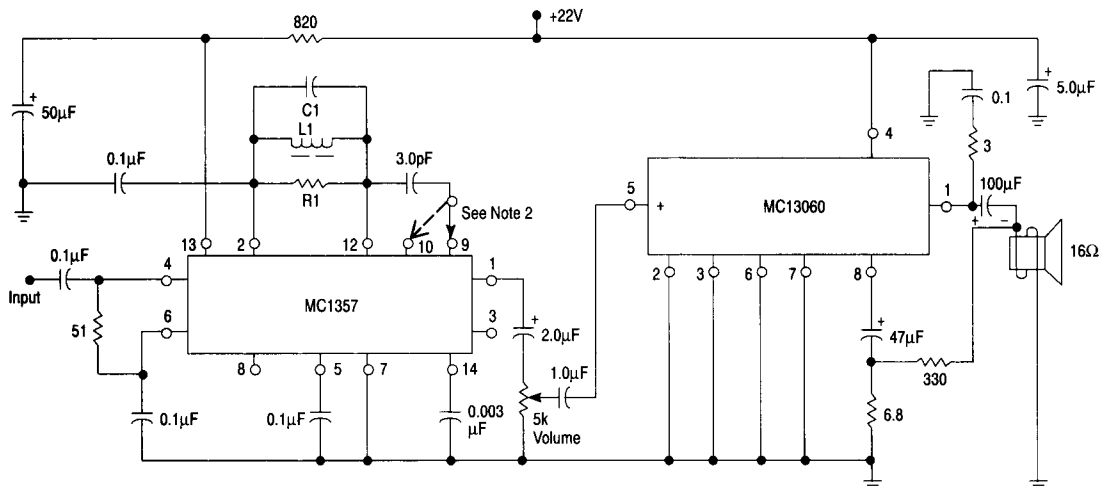 +22V
820
50µF
+
C1
L1
R1
0.1µF
3.0pF
See Note 2
13
2
12
10
9
0.1µF
Input
4
51
6
MC1357
1
3
8
5
7
14
0.1µF
0.1µF
0.003
µF
+
2.0µF
1.0µF
5k
Volume
5
+
MC13060
4
1
2
3
6
7
8
0.1
3
+
5.0µF
100µF
+
–
16Ω
+
47µF
330
6.8